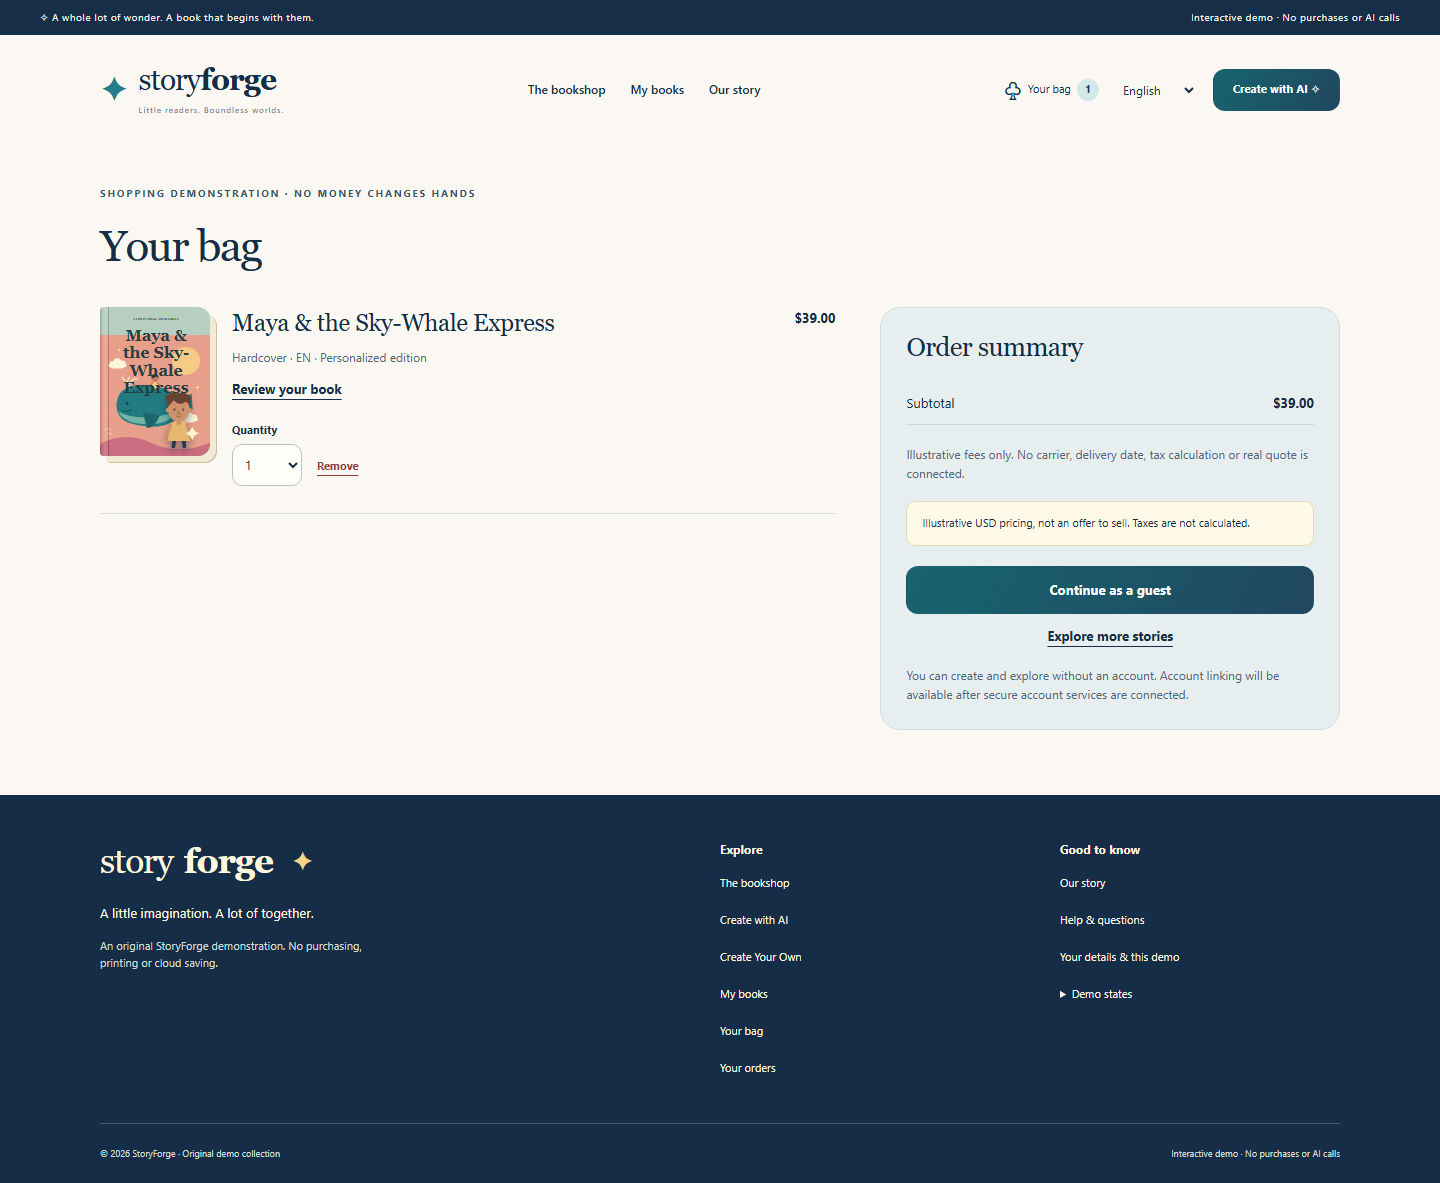 ✧ A whole lot of wonder. A book that begins with them.
Interactive demo · No purchases or AI calls
storyforge
Little readers. Boundless worlds.
The bookshop
My books
Our story
Your bag 1
English
Create with AI ✧
SHOPPING DEMONSTRATION · NO MONEY CHANGES HANDS
Your bag
Maya &
the Sky-
Whale
Express
Maya & the Sky-Whale Express
$39.00
Hardcover · EN · Personalized edition
Review your book
Quantity
1
Remove
Order summary
Subtotal
$39.00
Illustrative fees only. No carrier, delivery date, tax calculation or real quote is
connected.
Illustrative USD pricing, not an offer to sell. Taxes are not calculated.
Continue as a guest
Explore more stories
You can create and explore without an account. Account linking will be
available after secure account services are connected.
story forge
A little imagination. A lot of together.
An original StoryForge demonstration. No purchasing,
printing or cloud saving.
Explore
The bookshop
Create with AI
Create Your Own
My books
Your bag
Your orders
Good to know
Our story
Help & questions
Your details & this demo
Demo states
© 2026 StoryForge · Original demo collection
Interactive demo · No purchases or AI calls